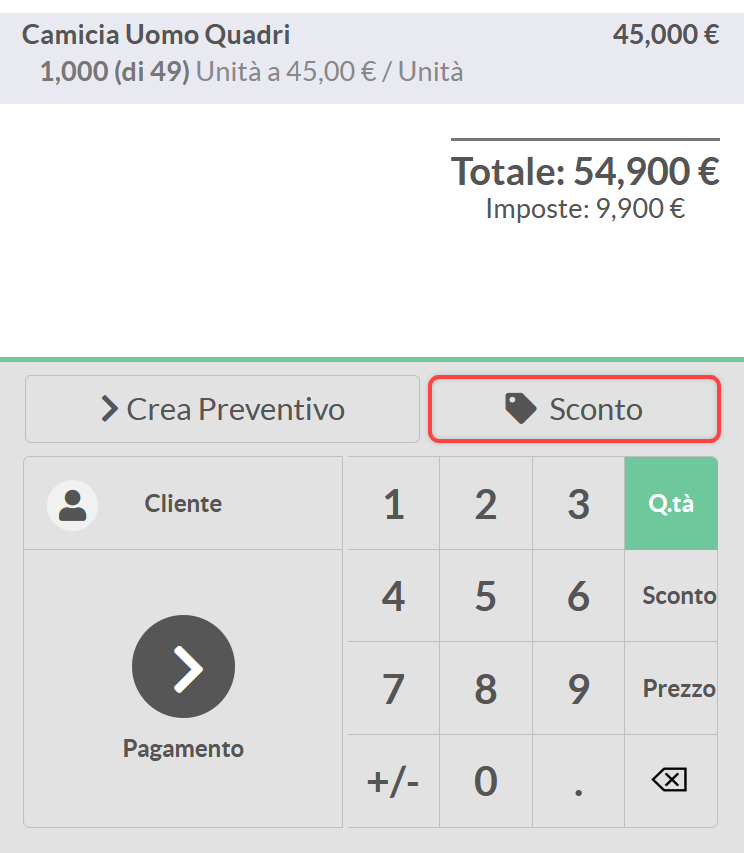 Camicia Uomo Quadri 45,000 €
1,000 (di 49) Unità a 45,00 € / Unità
Totale: 54,900 €
Imposte: 9,900 €
Crea Preventivo Sconto
Cliente 1 2 3 Q.tà
4 5 6 Sconto
7 8 9 Prezzo
Pagamento
+/- 0 .